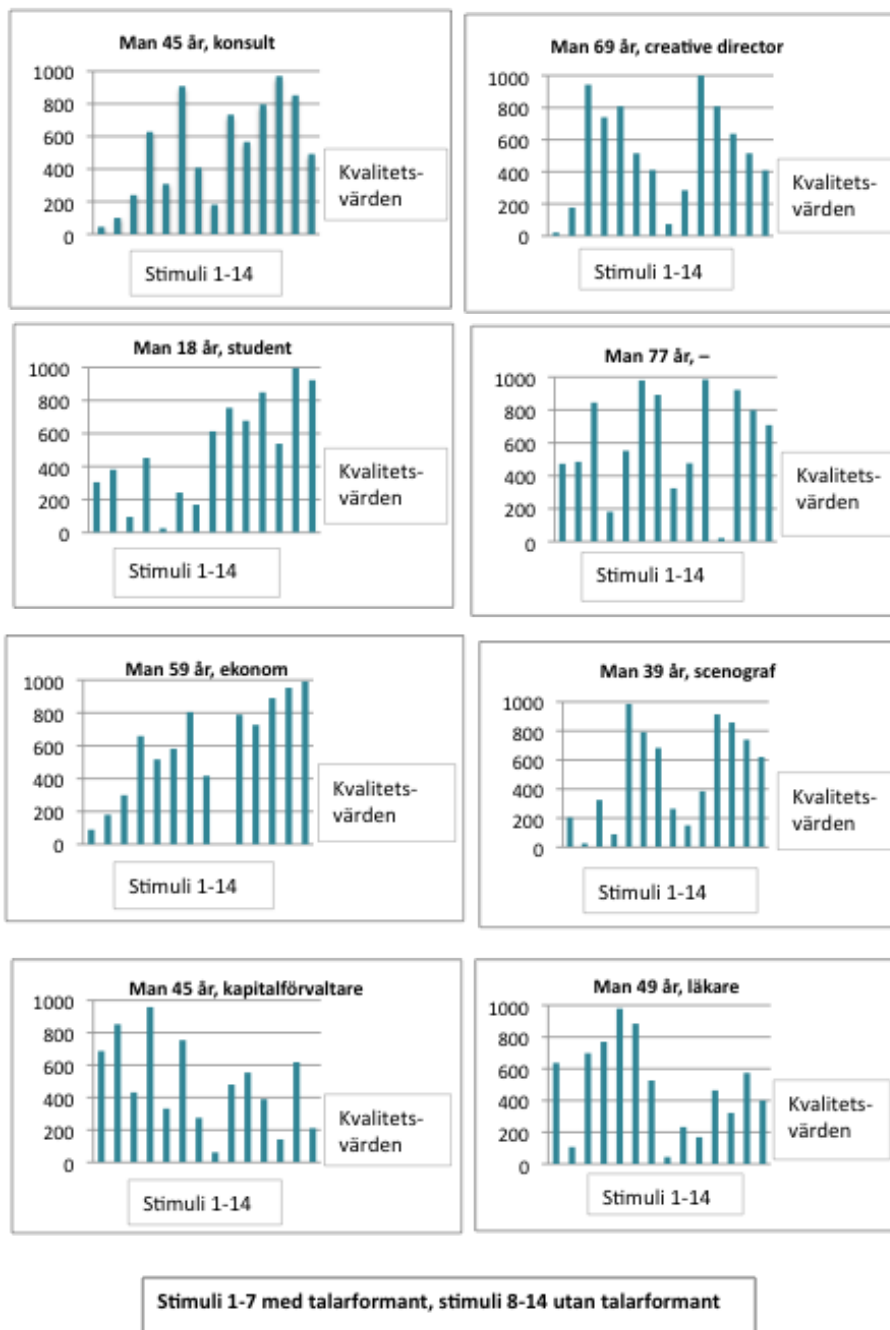 Man 45 år, konsult
1000
800
600
400
200
0
Kvalitets-
värden
Stimuli 1-14
Man 69 år, creative director
1000
800
600
400
200
0
Kvalitets-
värden
Stimuli 1-14
Man 18 år, student
1000
800
600
400
200
0
Kvalitets-
värden
Stimuli 1-14
Man 77 år, –
1000
800
600
400
200
0
Kvalitets-
värden
Stimuli 1-14
Man 59 år, ekonom
1000
800
600
400
200
0
Kvalitets-
värden
Stimuli 1-14
Man 39 år, scenograf
1000
800
600
400
200
0
Kvalitets-
värden
Stimuli 1-14
Man 45 år, kapitalförvaltare
1000
800
600
400
200
0
Kvalitets-
värden
Stimuli 1-14
Man 49 år, läkare
1000
800
600
400
200
0
Kvalitets-
värden
Stimuli 1-14
Stimuli 1-7 med talarformant, stimuli 8-14 utan talarformant